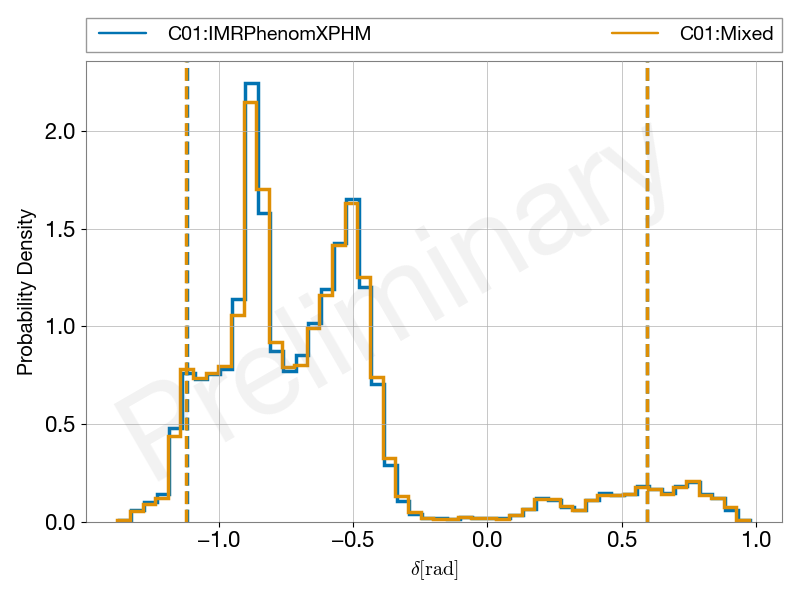 C01:IMRPhenomXPHM C01:Mixed
Probability Density
2.0
1.5
1.0
0.5
0.0
Preliminary
−1.0 −0.5 0.0 0.5 1.0
δ[rad]